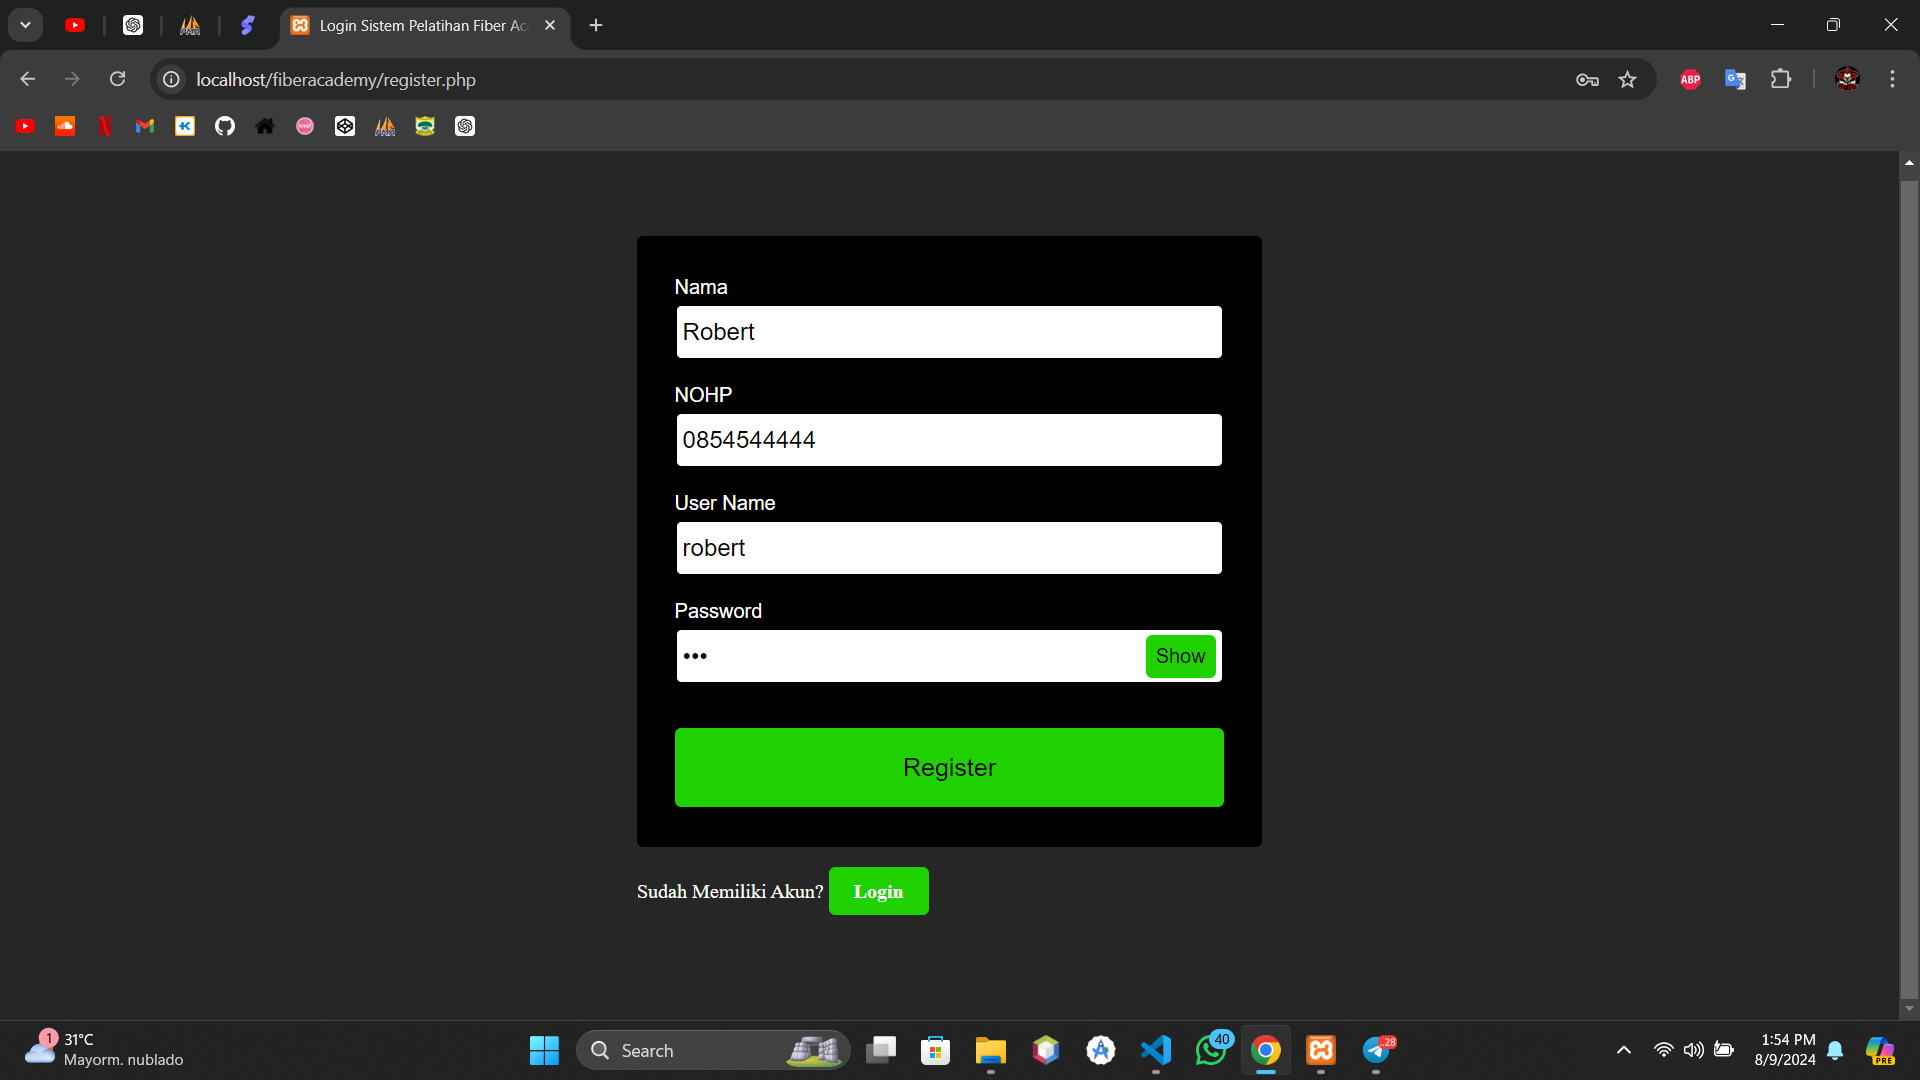 Login Sistem Pelatihan Fiber Ac
localhost/fiberacademy/register.php
ABP
Nama
Robert
NOHP
0854544444
User Name
robert
Password
•••
Show
Register
Sudah Memiliki Akun? Login
1
31°C
Mayorm. nublado
Search
40
28
1:54 PM
8/9/2024
PRE